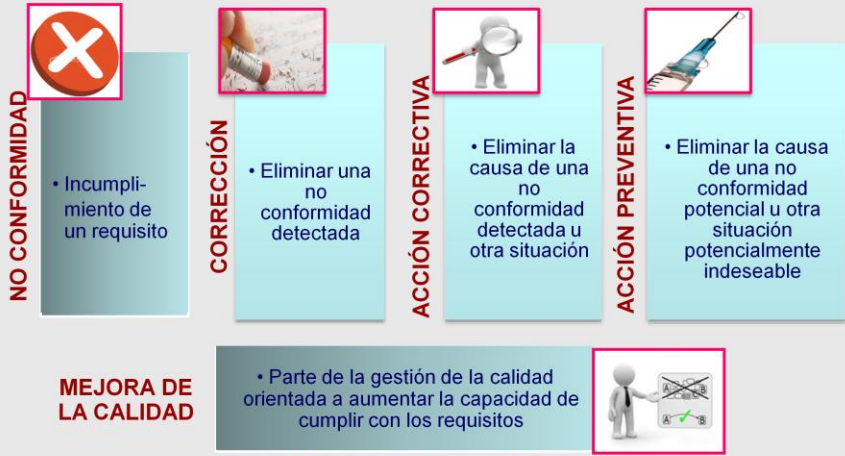 NO CONFORMIDAD
• Incumpli-
miento de
un requisito
CORRECCIÓN
• Eliminar una
no
conformidad
detectada
ACCIÓN CORRECTIVA
• Eliminar la
causa de una
no
conformidad
detectada u
otra situación
ACCIÓN PREVENTIVA
• Eliminar la causa
de una no
conformidad
potencial u otra
situación
potencialmente
indeseable
MEJORA DE
LA CALIDAD
• Parte de la gestión de la calidad
orientada a aumentar la capacidad de
cumplir con los requisitos
A B
A B